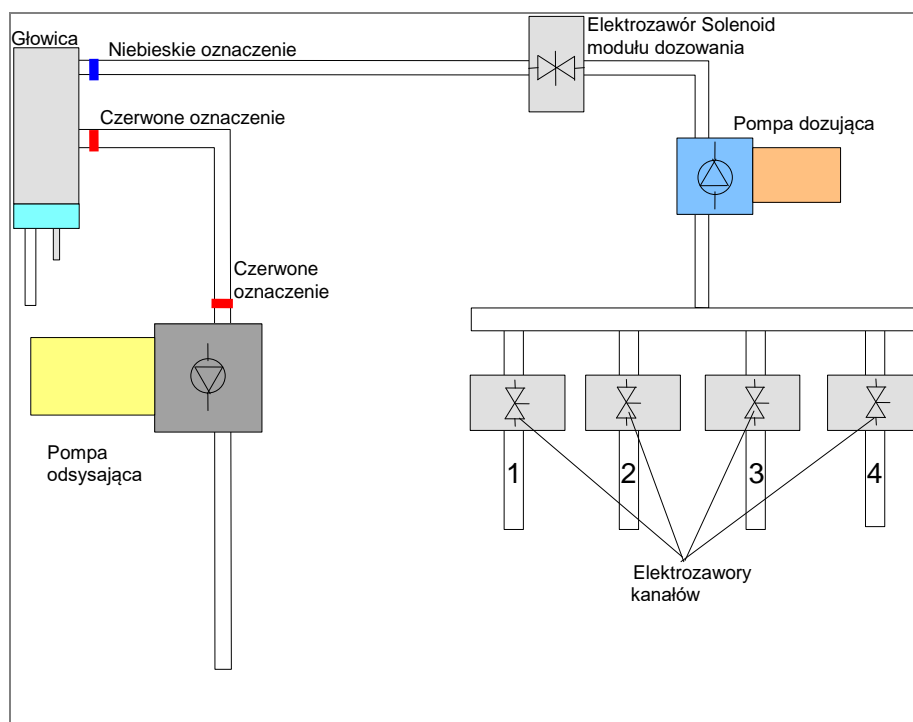 Głowica
Niebieskie oznaczenie
Elektrozawór Solenoid
modułu dozowania
Czerwone oznaczenie
Pompa dozująca
Czerwone
oznaczenie
Pompa
odsysająca
1
2
3
4
Elektrozawory
kanałów